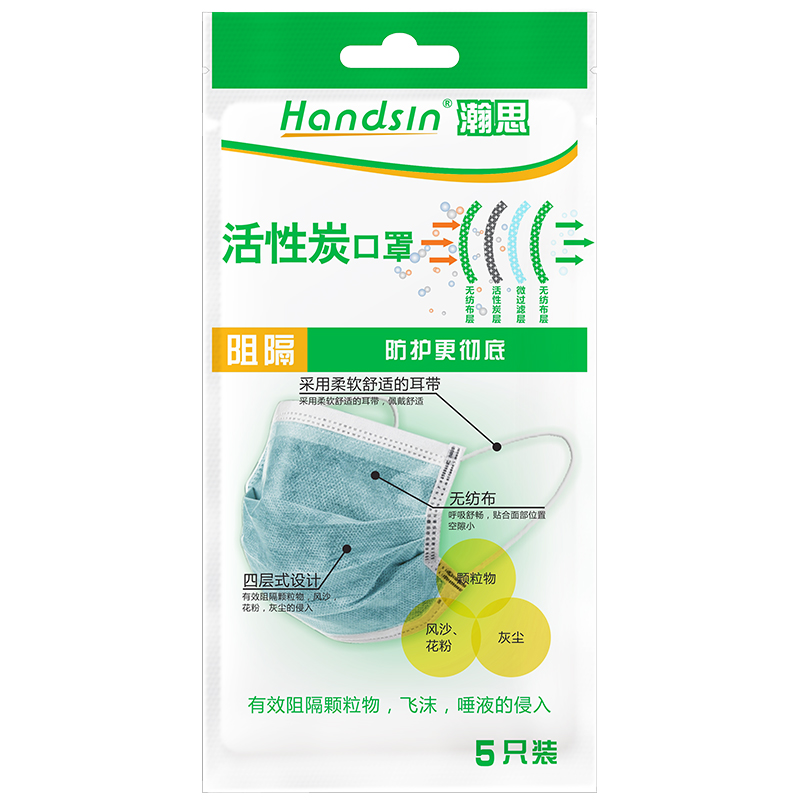 Handsin® 瀚思
活性炭口罩
无纺布层
活性炭层
微过滤层
无纺布层
阻隔
防护更彻底
采用柔软舒适的耳带
采用柔软舒适的耳带，佩戴舒适
无纺布
呼吸舒畅，贴合面部位置
空隙小
四层式设计
有效阻隔颗粒物，风沙，
花粉，灰尘的侵入
颗粒物
风沙、
花粉
灰尘
有效阻隔颗粒物，飞沫，唾液的侵入
5只装